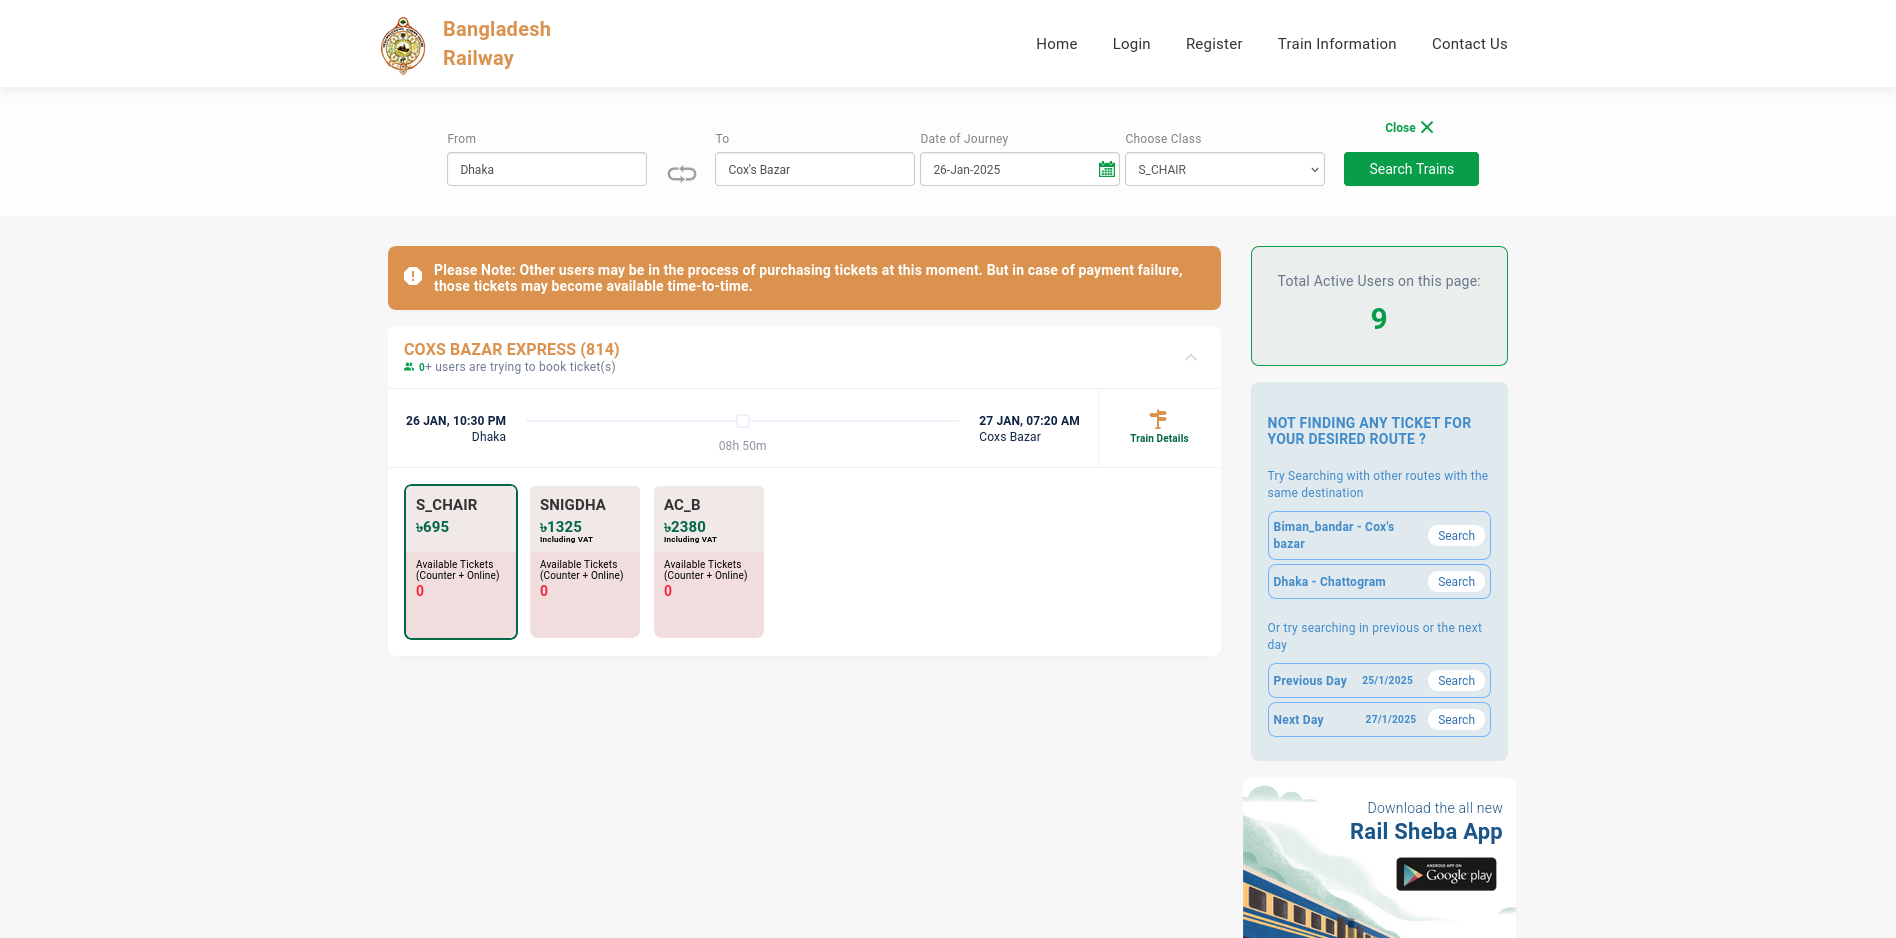 Bangladesh
Railway
Home
Login
Register
Train Information
Contact Us
From
To
Date of Journey
Choose Class
Close
Dhaka
Cox's Bazar
26-Jan-2025
S_CHAIR
Search Trains
Please Note: Other users may be in the process of purchasing tickets at this moment. But in case of payment failure,
those tickets may become available time-to-time.
COXS BAZAR EXPRESS (814)
0+ users are trying to book ticket(s)
26 JAN, 10:30 PM
Dhaka
08h 50m
27 JAN, 07:20 AM
Coxs Bazar
Train Details
S_CHAIR
৳695
Available Tickets
(Counter + Online)
0
SNIGDHA
৳1325
Including VAT
Available Tickets
(Counter + Online)
0
AC_B
৳2380
Including VAT
Available Tickets
(Counter + Online)
0
Total Active Users on this page:
9
NOT FINDING ANY TICKET FOR
YOUR DESIRED ROUTE ?
Try Searching with other routes with the
same destination
Biman_bandar - Cox's
bazar
Search
Dhaka - Chattogram
Search
Or try searching in previous or the next
day
Previous Day
25/1/2025
Search
Next Day
27/1/2025
Search
Download the all new
Rail Sheba App
ANDROID APP ON
Google play